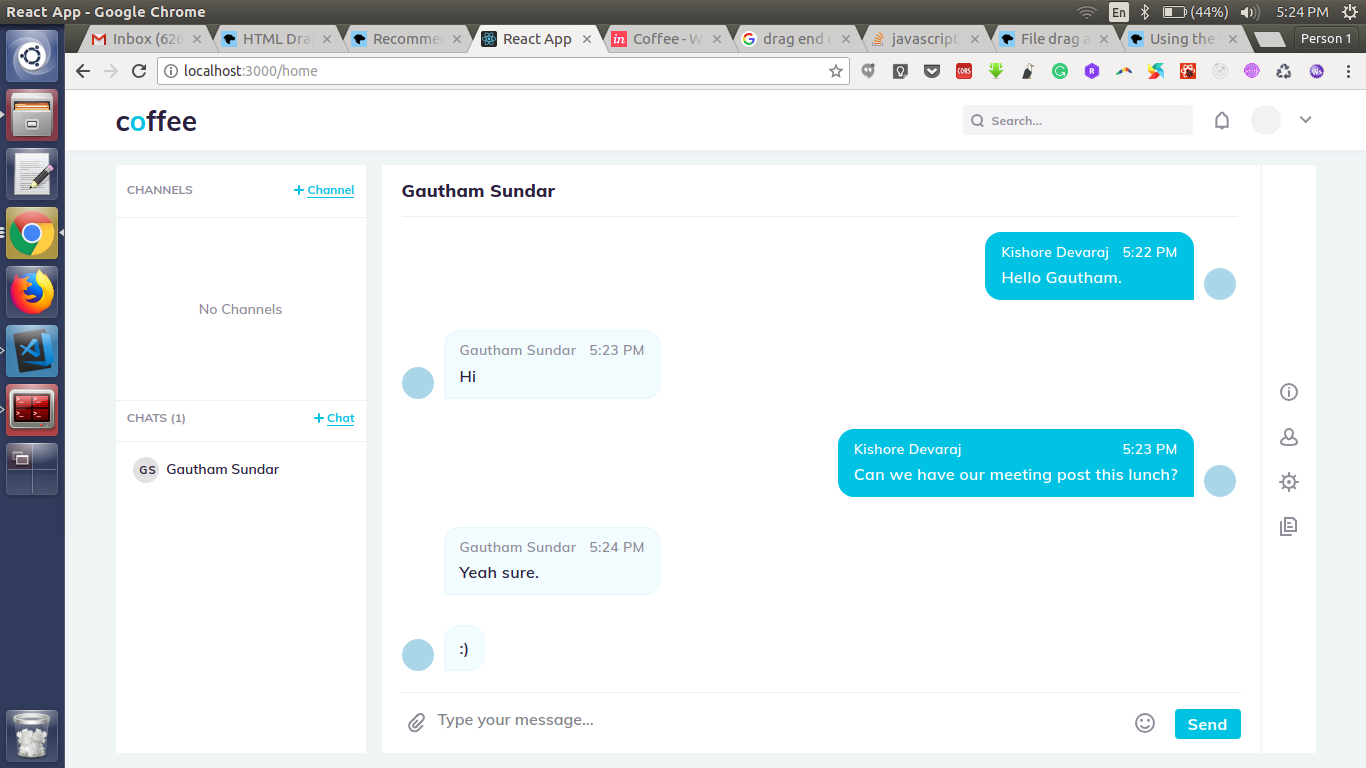 React App - Google Chrome
En (44%) 5:24 PM
Inbox (626 HTML Dra Recomme React App Coffee - W drag end e javascript File drag a Using the Person 1
localhost:3000/home
coffee
Search...
CHANNELS
+ Channel
No Channels
CHATS (1)
+ Chat
GS Gautham Sundar
Gautham Sundar
Kishore Devaraj 5:22 PM
Hello Gautham.
Gautham Sundar 5:23 PM
Hi
Kishore Devaraj 5:23 PM
Can we have our meeting post this lunch?
Gautham Sundar 5:24 PM
Yeah sure.
:)
Type your message...
Send